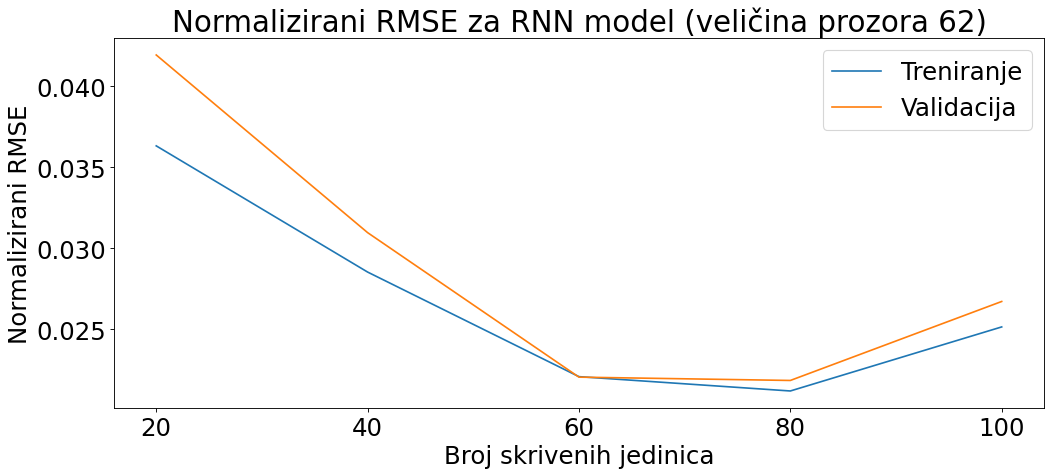 Normalizirani RMSE za RNN model (veličina prozora 62)
Treniranje
Validacija
Normalizirani RMSE
0.040
0.035
0.030
0.025
20 40 60 80 100
Broj skrivenih jedinica